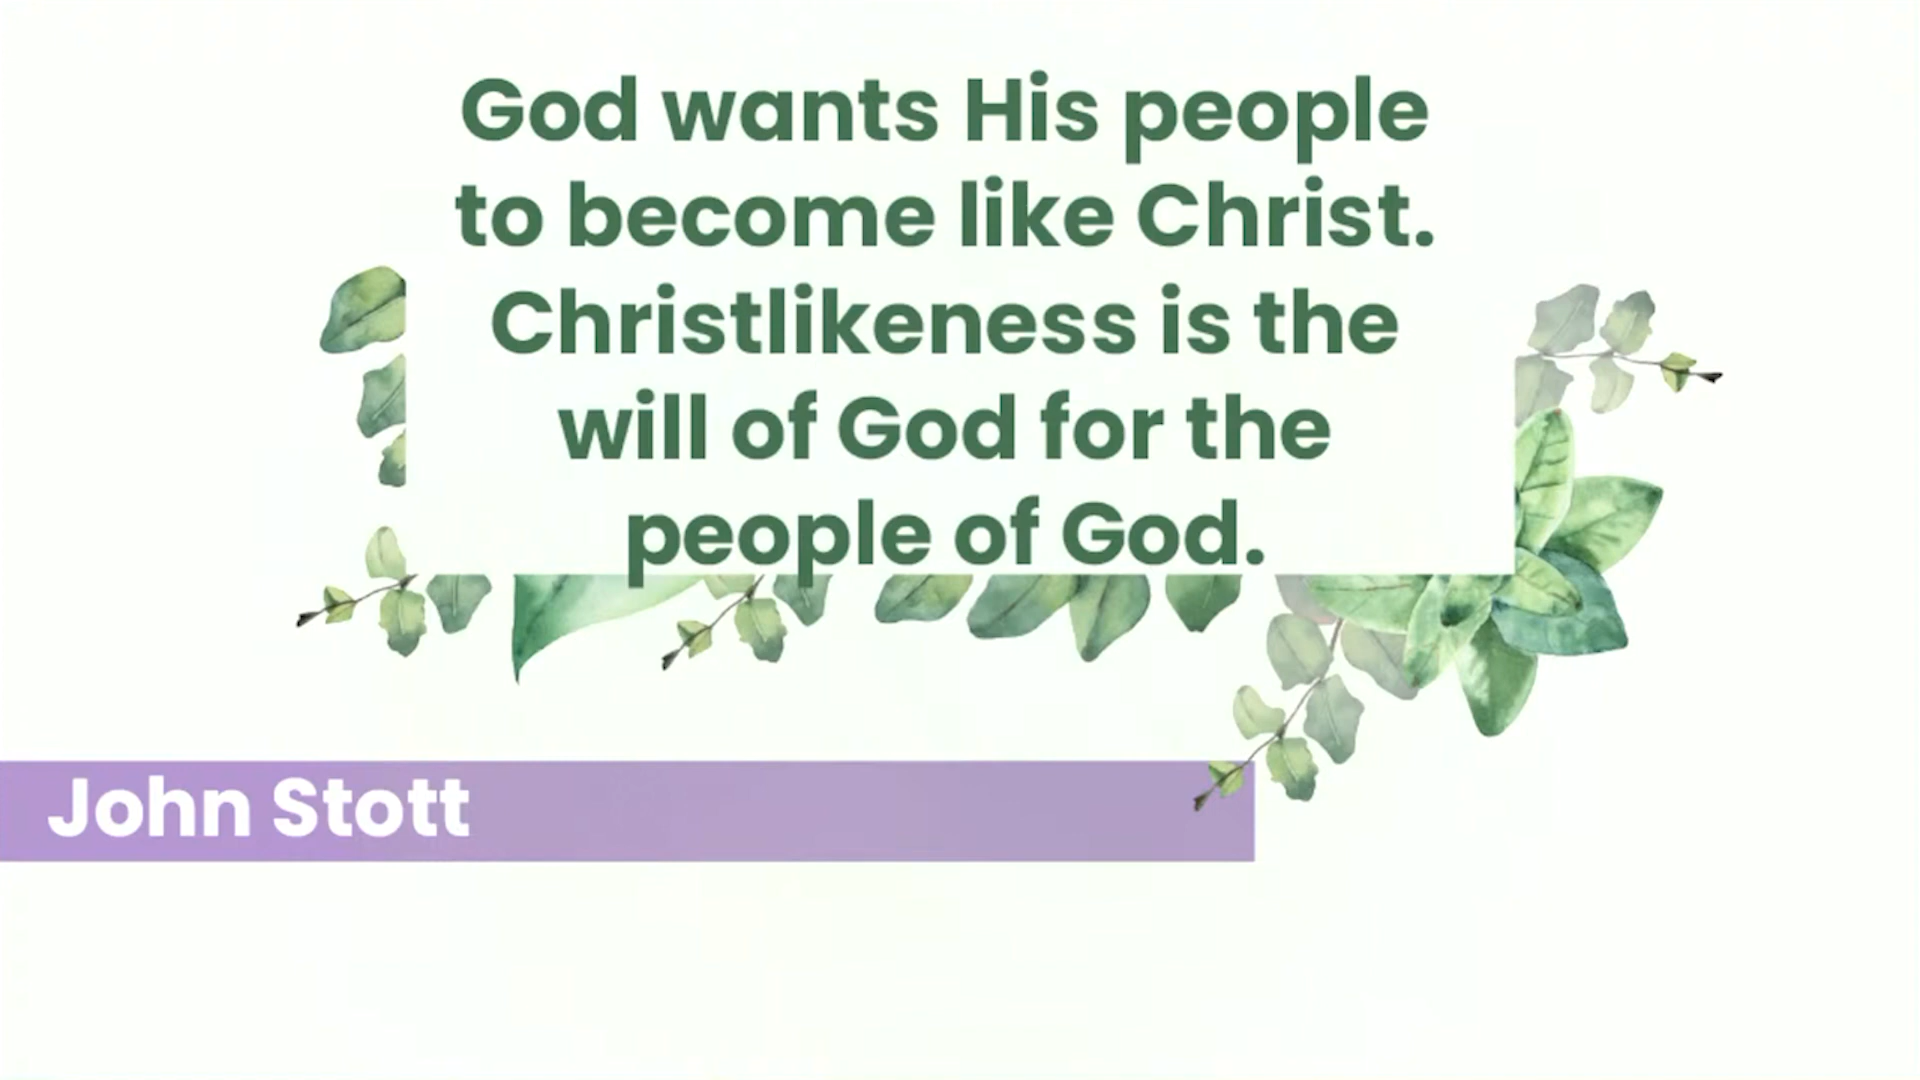 God wants His people
to become like Christ.
Christlikeness is the
will of God for the
people of God.
John Stott